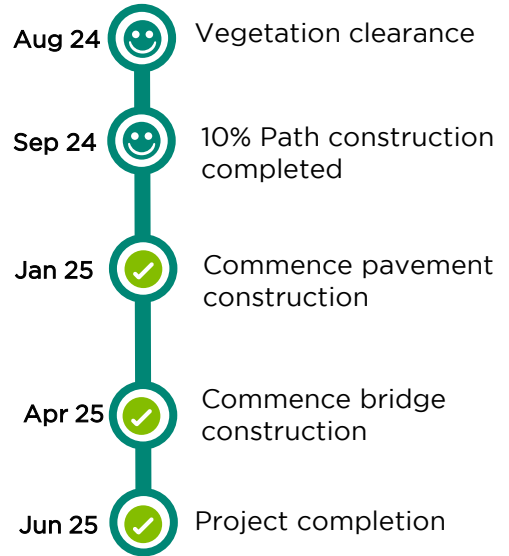 Aug 24 Vegetation clearance
Sep 24 10% Path construction
completed
Jan 25 Commence pavement
construction
Apr 25 Commence bridge
construction
Jun 25 Project completion